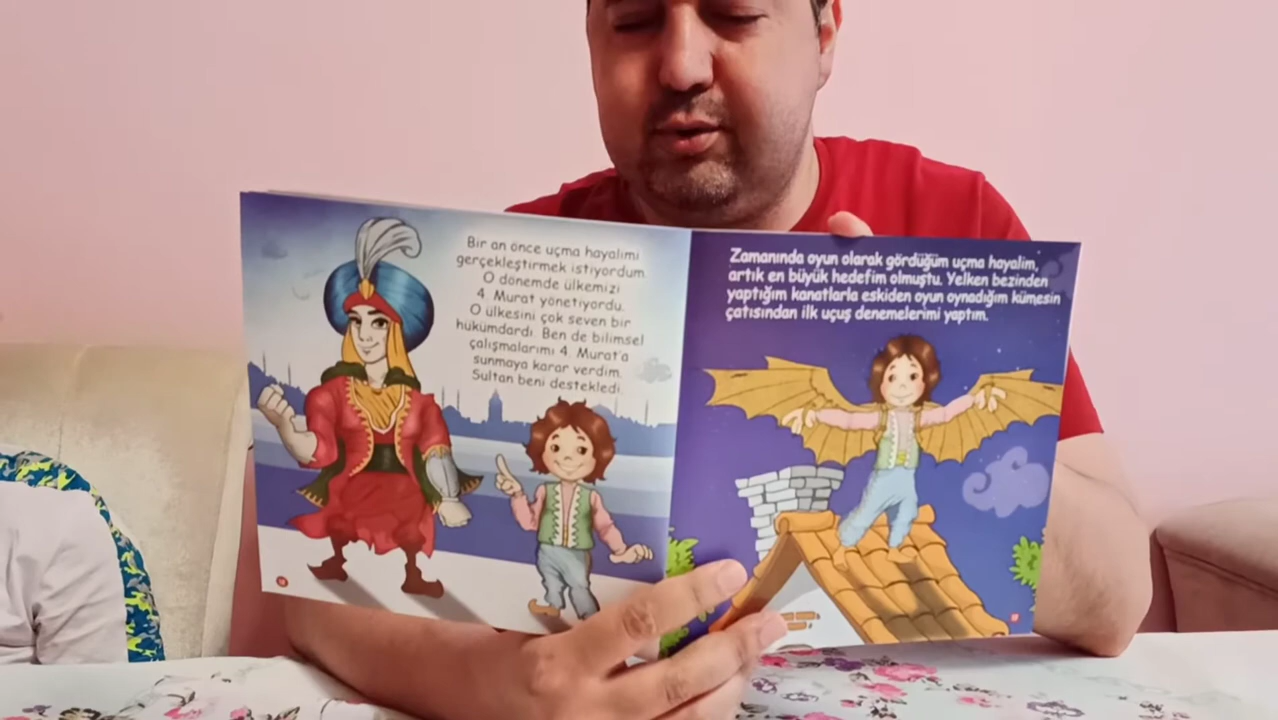 Bir an önce uçma hayalimi
gerçekleştirmek istiyordum.
O dönemde ülkemizi
4. Murat yönetiyordu.
O ülkesini çok seven bir
hükümdardı. Ben de bilimsel
çalışmalarımı 4. Murat'a
sunmaya karar verdim.
Sultan beni destekledi.
Zamanında oyun olarak gördüğüm uçma hayalim,
artık en büyük hedefim olmuştu. Yelken bezinden
yaptığım kanatlarla eskiden oyun oynadığım kümesin
çatısından ilk uçuş denemelerimi yaptım.